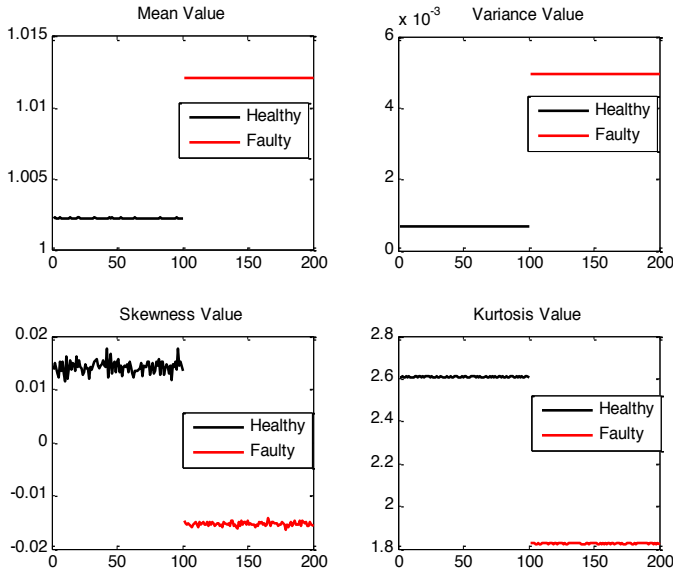 Mean Value
1.015
1.01
1.005
1
0 50 100 150 200
Healthy
Faulty
Variance Value
x 10⁻³
6
4
2
0
0 50 100 150 200
Healthy
Faulty
Skewness Value
0.02
0.01
0
-0.01
-0.02
0 50 100 150 200
Healthy
Faulty
Kurtosis Value
2.8
2.6
2.4
2.2
2
1.8
0 50 100 150 200
Healthy
Faulty